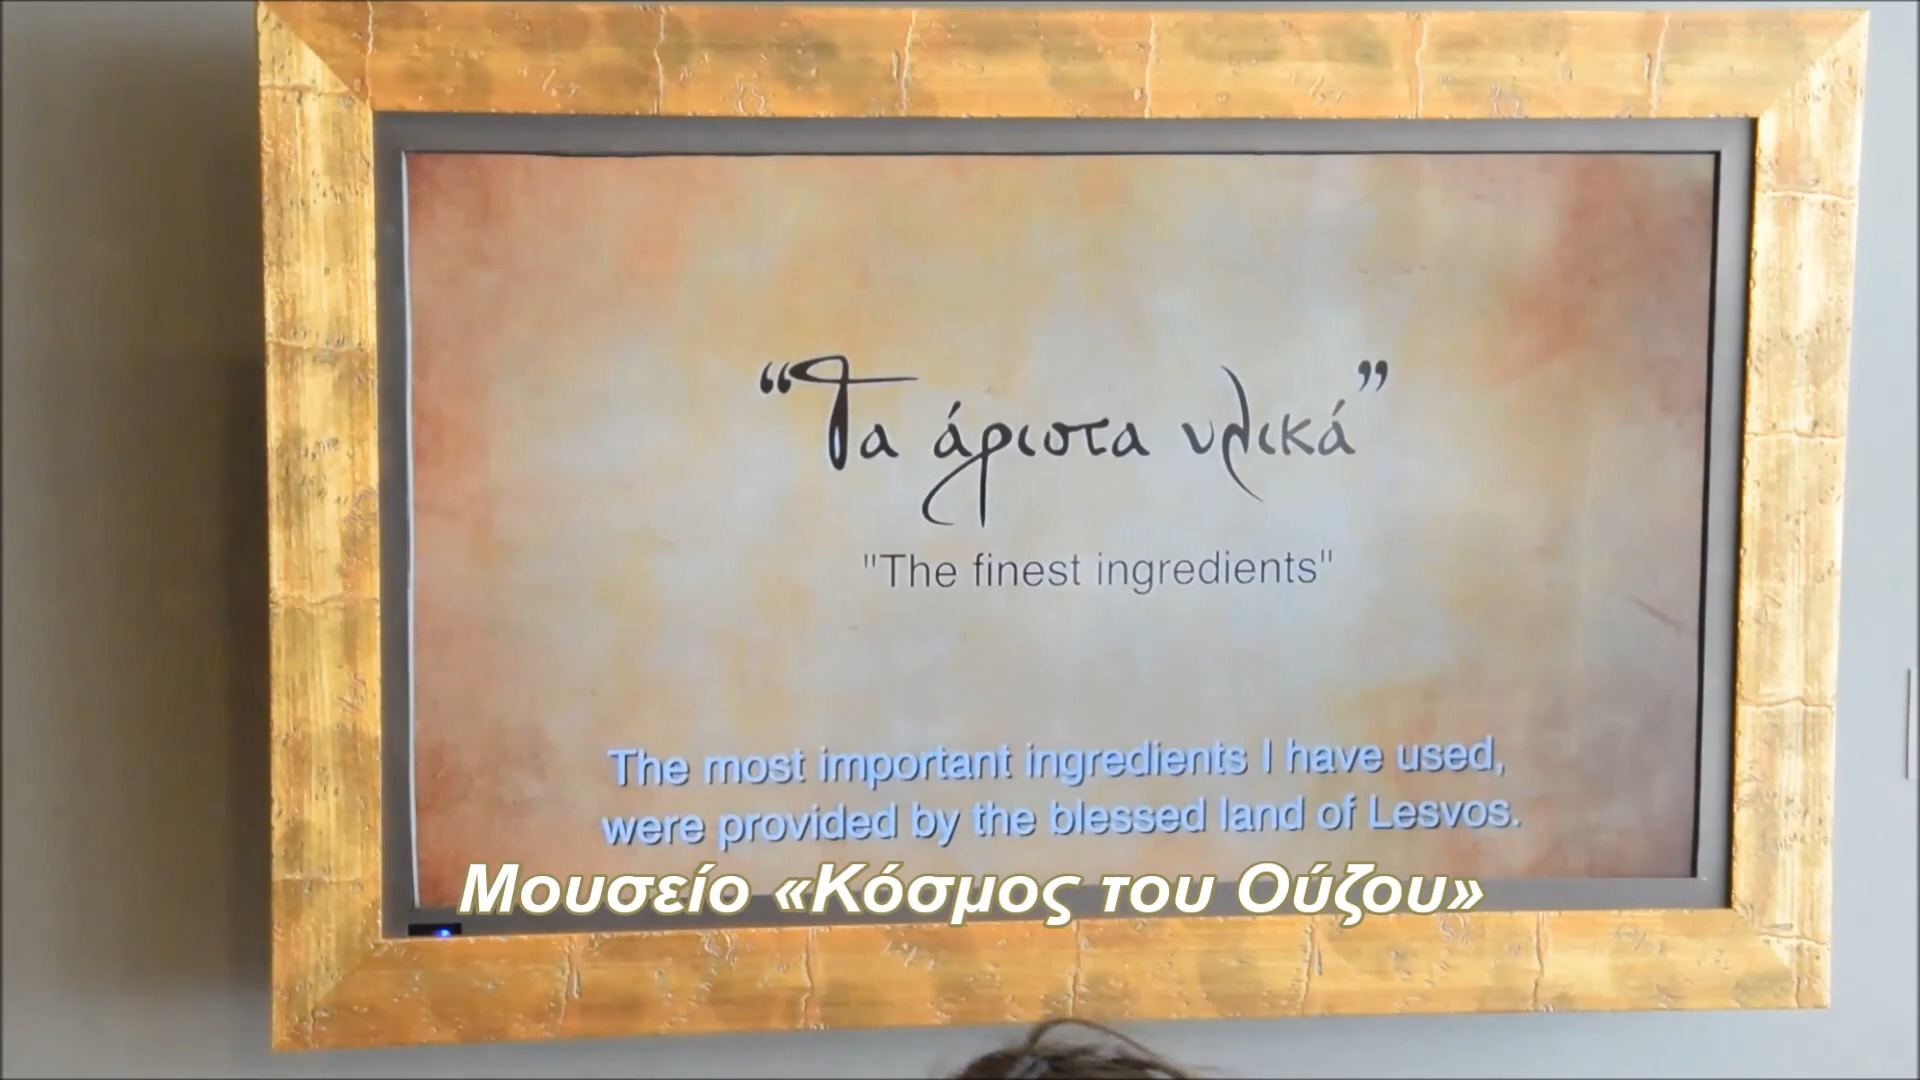 “Τα άριστα υλικά”
"The finest ingredients"
The most important ingredients I have used,
were provided by the blessed land of Lesvos.
Μουσείο «Κόσμος του Ούζου»